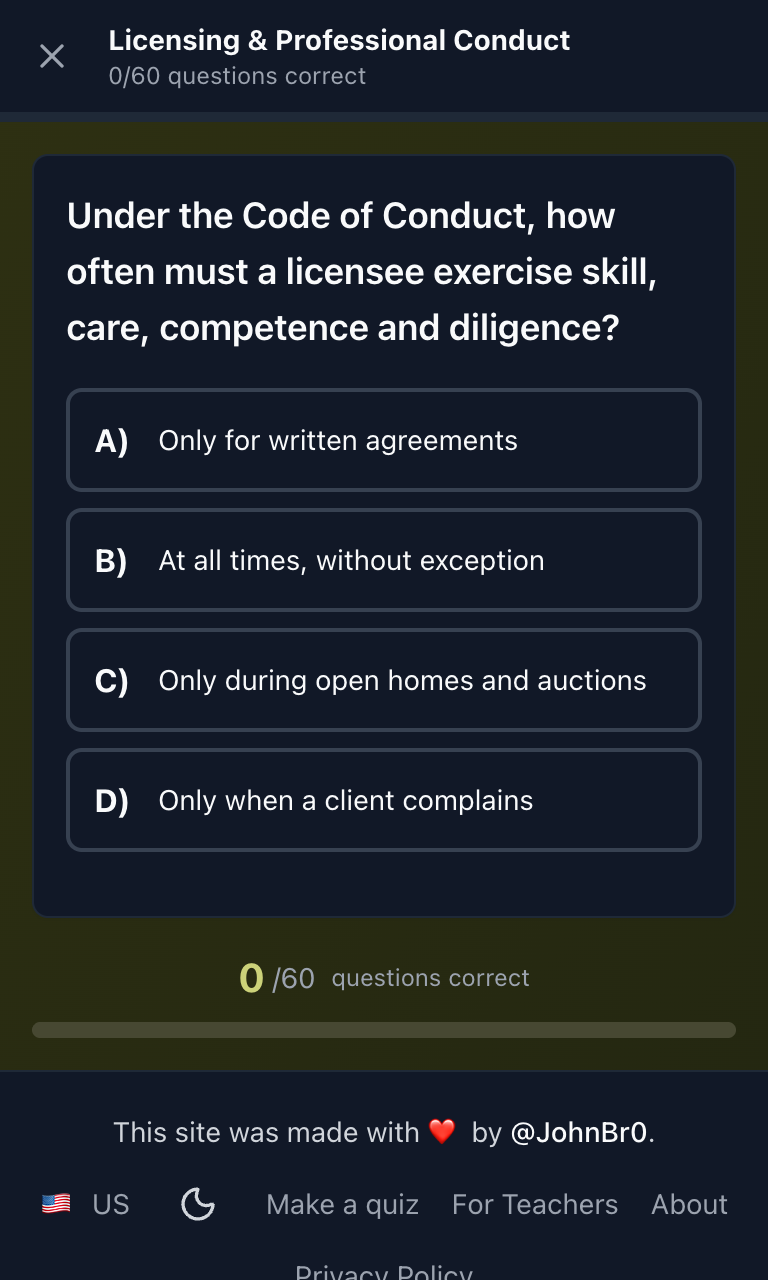 Licensing & Professional Conduct
0/60 questions correct
Under the Code of Conduct, how
often must a licensee exercise skill,
care, competence and diligence?
A) Only for written agreements
B) At all times, without exception
C) Only during open homes and auctions
D) Only when a client complains
0 /60 questions correct
This site was made with ❤️ by @JohnBr0.
🇺🇸 US Make a quiz For Teachers About
Privacy Policy